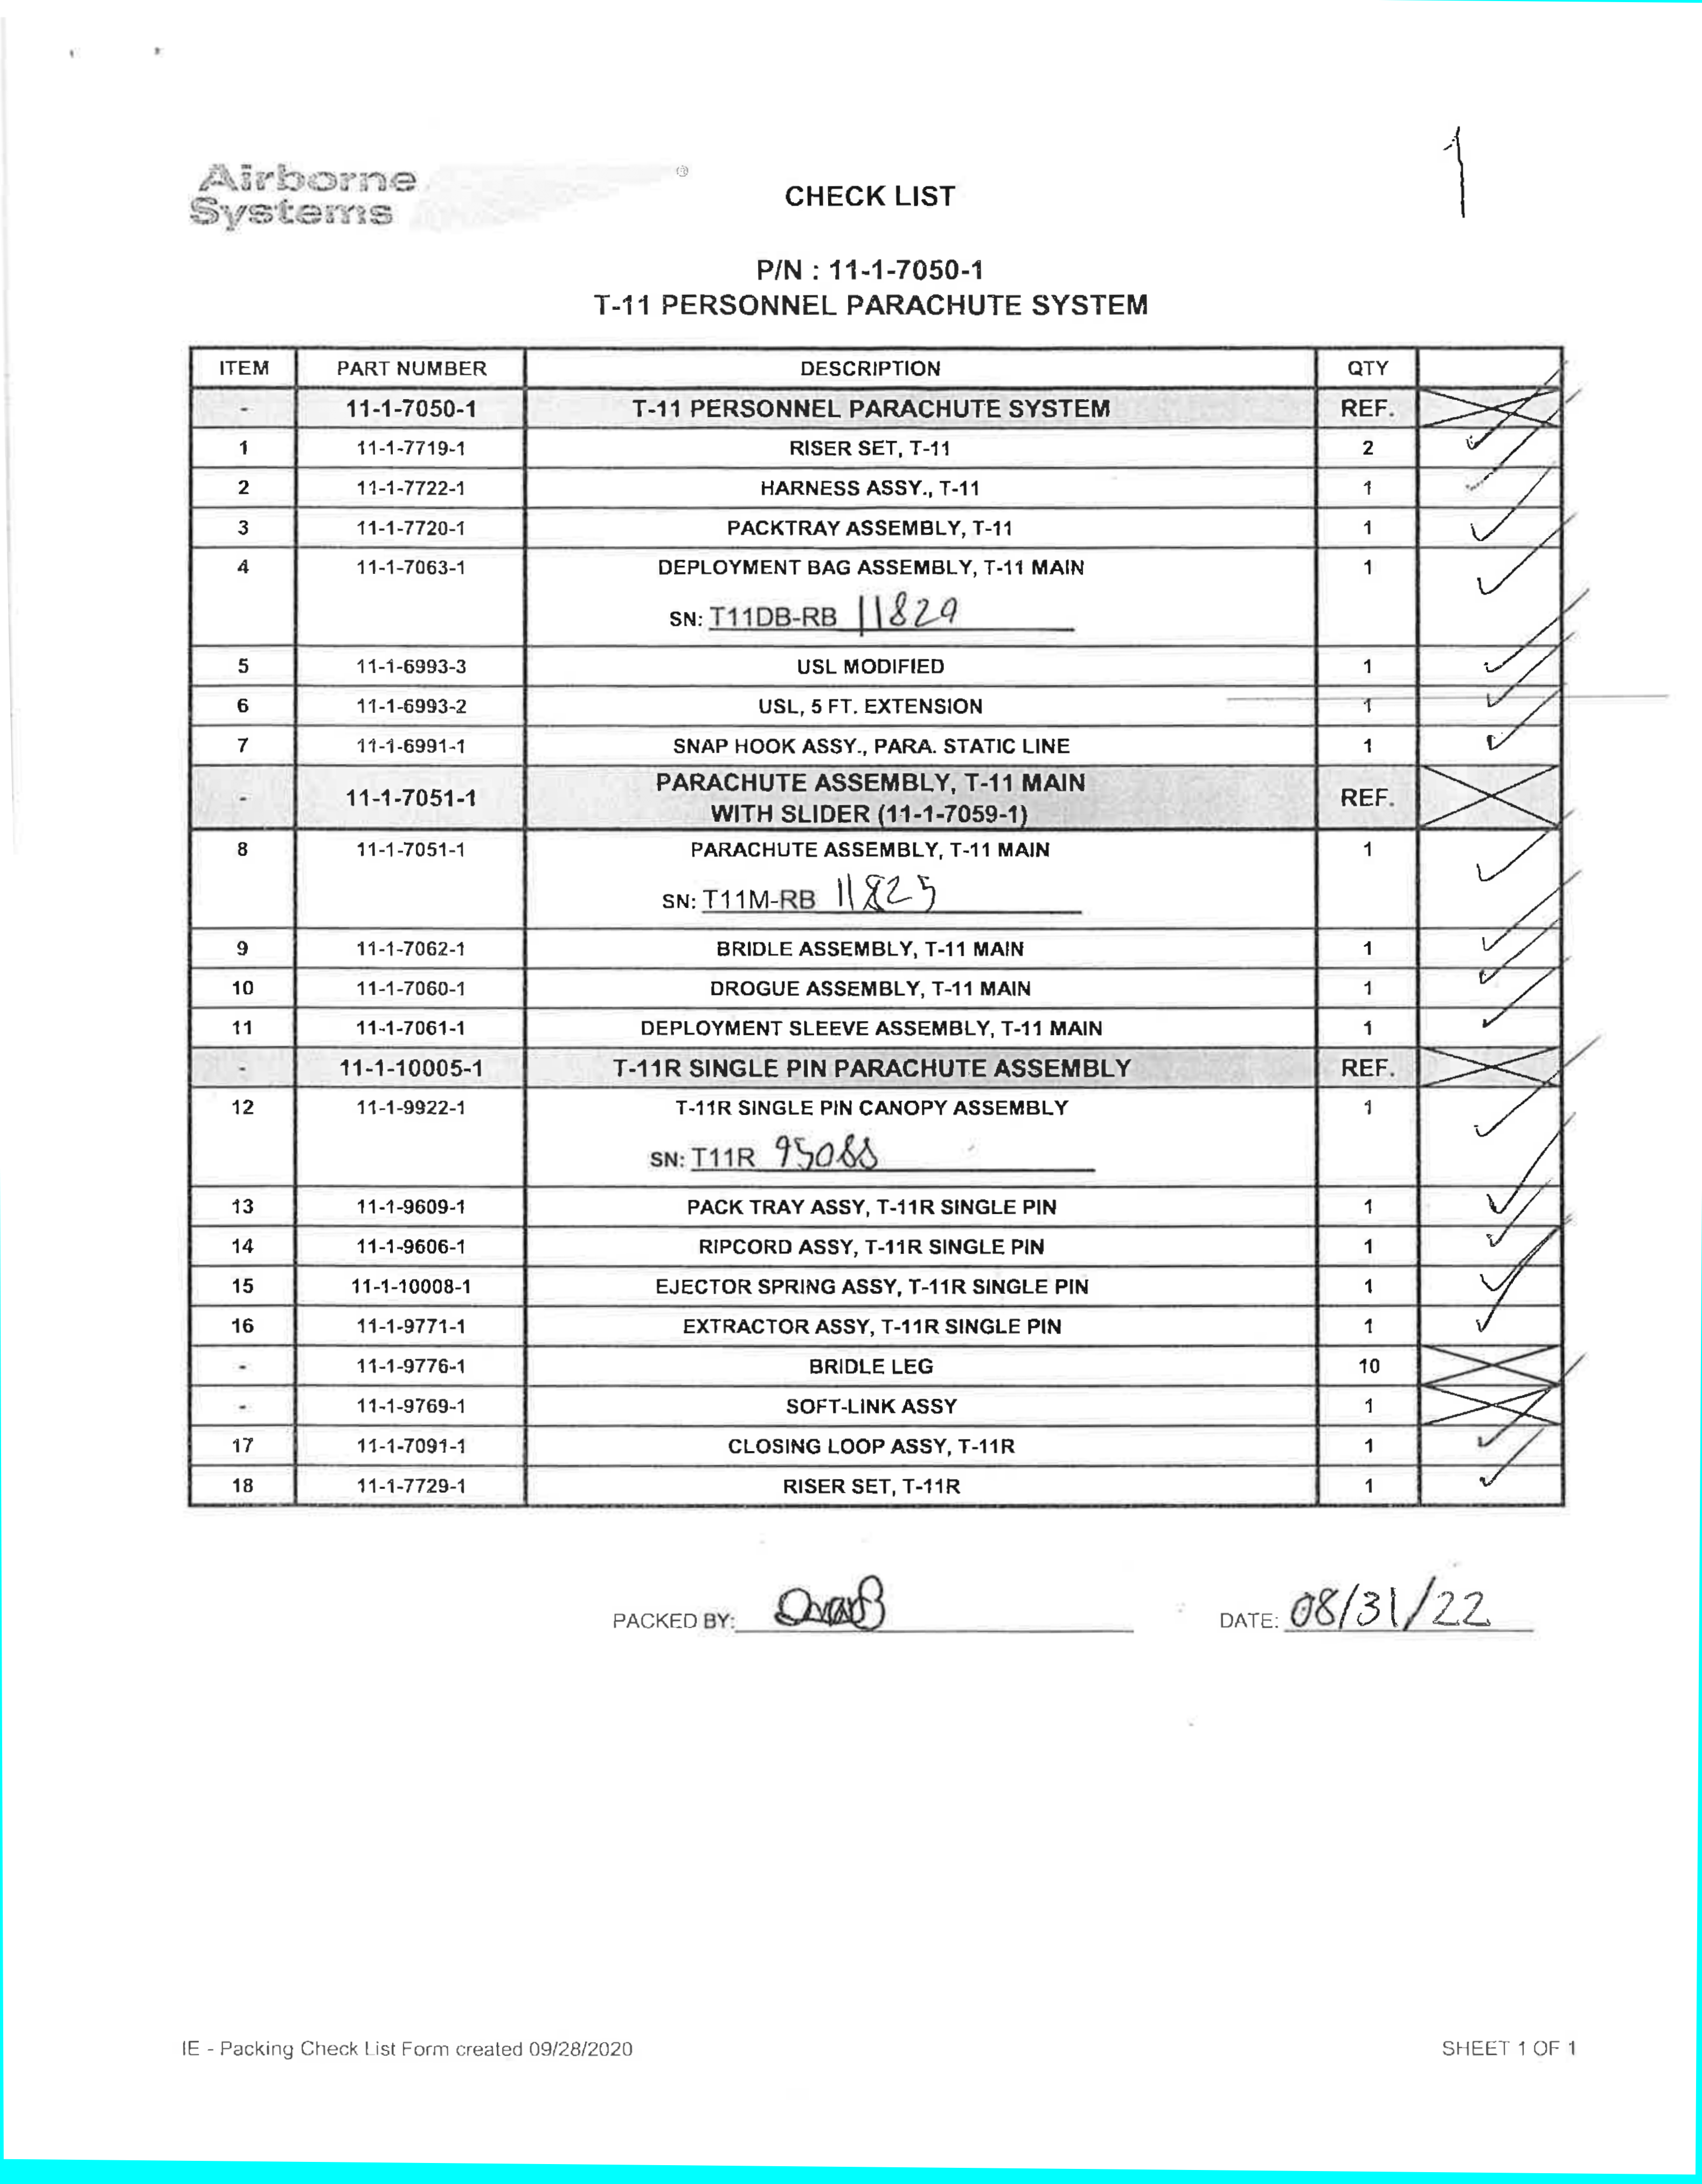 1
Airborne
Systems ®
CHECK LIST
P/N : 11-1-7050-1
T-11 PERSONNEL PARACHUTE SYSTEM
ITEM PART NUMBER DESCRIPTION QTY
- 11-1-7050-1 T-11 PERSONNEL PARACHUTE SYSTEM REF.
1 11-1-7719-1 RISER SET, T-11 2
2 11-1-7722-1 HARNESS ASSY., T-11 1
3 11-1-7720-1 PACKTRAY ASSEMBLY, T-11 1
4 11-1-7063-1 DEPLOYMENT BAG ASSEMBLY, T-11 MAIN 1
SN: T11DB-RB 11829
5 11-1-6993-3 USL MODIFIED 1
6 11-1-6993-2 USL, 5 FT. EXTENSION 1
7 11-1-6991-1 SNAP HOOK ASSY., PARA. STATIC LINE 1
- 11-1-7051-1 PARACHUTE ASSEMBLY, T-11 MAIN
WITH SLIDER (11-1-7059-1) REF.
8 11-1-7051-1 PARACHUTE ASSEMBLY, T-11 MAIN 1
SN: T11M-RB 11825
9 11-1-7062-1 BRIDLE ASSEMBLY, T-11 MAIN 1
10 11-1-7060-1 DROGUE ASSEMBLY, T-11 MAIN 1
11 11-1-7061-1 DEPLOYMENT SLEEVE ASSEMBLY, T-11 MAIN 1
- 11-1-10005-1 T-11R SINGLE PIN PARACHUTE ASSEMBLY REF.
12 11-1-9922-1 T-11R SINGLE PIN CANOPY ASSEMBLY 1
SN: T11R
13 11-1-9609-1 PACK TRAY ASSY, T-11R SINGLE PIN 1
14 11-1-9606-1 RIPCORD ASSY, T-11R SINGLE PIN 1
15 11-1-10008-1 EJECTOR SPRING ASSY, T-11R SINGLE PIN 1
16 11-1-9771-1 EXTRACTOR ASSY, T-11R SINGLE PIN 1
- 11-1-9776-1 BRIDLE LEG 10
- 11-1-9769-1 SOFT-LINK ASSY 1
17 11-1-7091-1 CLOSING LOOP ASSY, T-11R 1
18 11-1-7729-1 RISER SET, T-11R 1
PACKED BY: DATE: 08/31/22
IE - Packing Check List Form created 09/28/2020 SHEET 1 OF 1